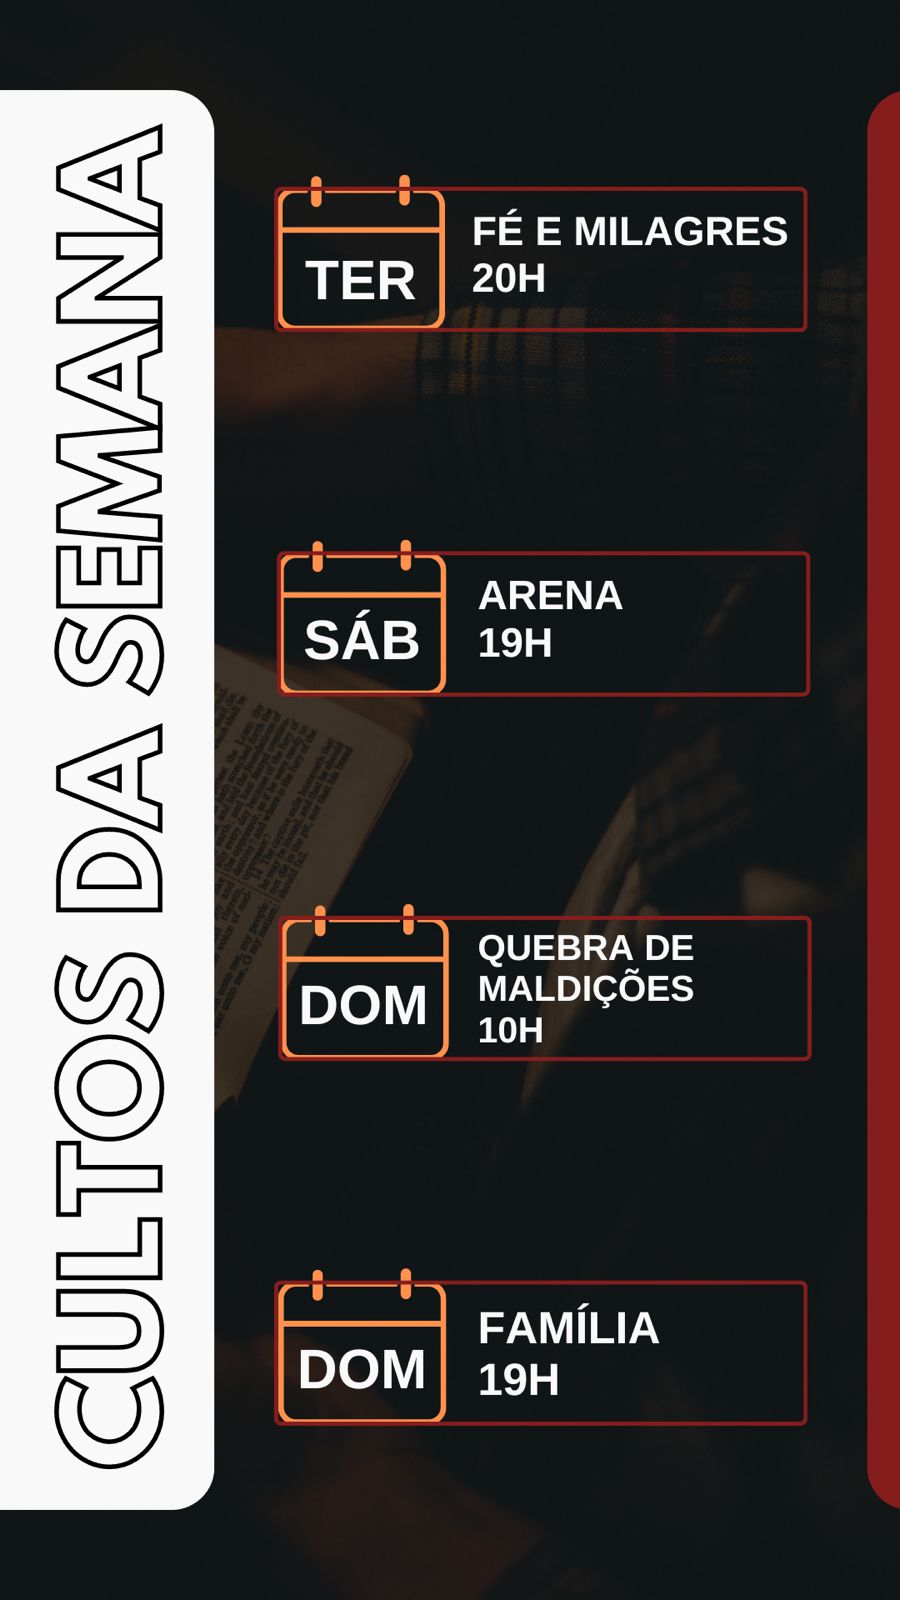 CULTOS DA SEMANA
TER
FÉ E MILAGRES
20H
SÁB
ARENA
19H
DOM
QUEBRA DE
MALDIÇÕES
10H
DOM
FAMÍLIA
19H